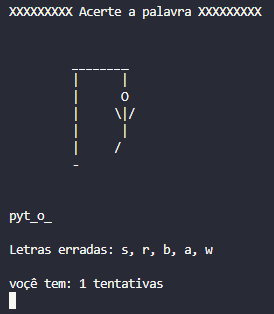 XXXXXXXXX Acerte a palavra XXXXXXXXX
________
|      |
|      O
|     \|/
|      |
|     /
-
pyt_o_
Letras erradas: s, r, b, a, w
voçê tem: 1 tentativas